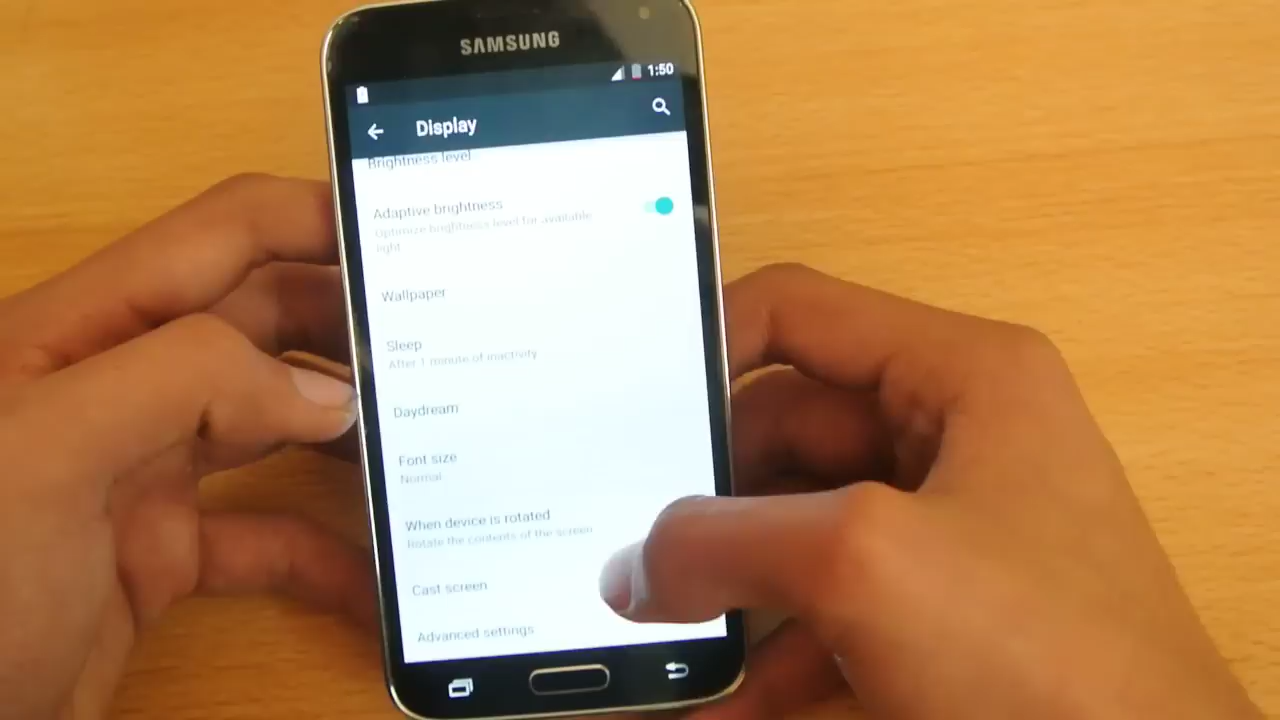 SAMSUNG
1:50
Display
Brightness level
Adaptive brightness
Optimize brightness level for available
light
Wallpaper
Sleep
After 1 minute of inactivity
Daydream
Font size
Normal
When device is rotated
Rotate the contents of the screen
Cast screen
Advanced settings